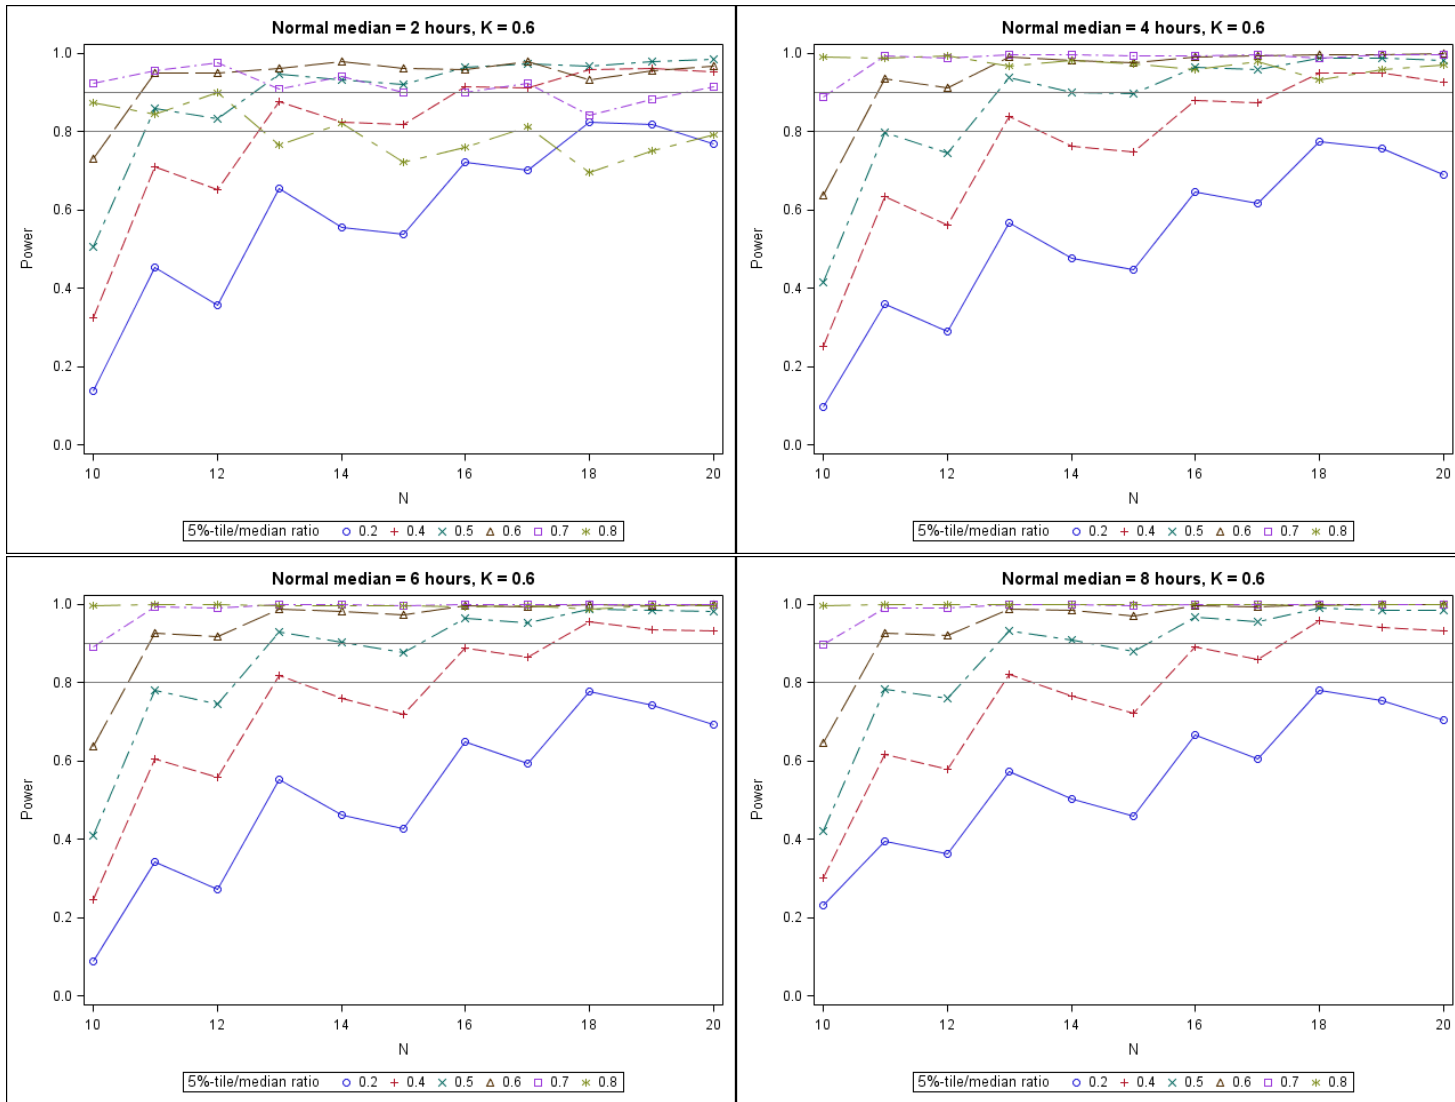 Normal median = 2 hours, K = 0.6
1.0
0.8
0.6
0.4
0.2
0.0
Power
10 12 14 16 18 20
N
5%-tile/median ratio 0.2 0.4 0.5 0.6 0.7 0.8
Normal median = 4 hours, K = 0.6
1.0
0.8
0.6
0.4
0.2
0.0
Power
10 12 14 16 18 20
N
5%-tile/median ratio 0.2 0.4 0.5 0.6 0.7 0.8
Normal median = 6 hours, K = 0.6
1.0
0.8
0.6
0.4
0.2
0.0
Power
10 12 14 16 18 20
N
5%-tile/median ratio 0.2 0.4 0.5 0.6 0.7 0.8
Normal median = 8 hours, K = 0.6
1.0
0.8
0.6
0.4
0.2
0.0
Power
10 12 14 16 18 20
N
5%-tile/median ratio 0.2 0.4 0.5 0.6 0.7 0.8